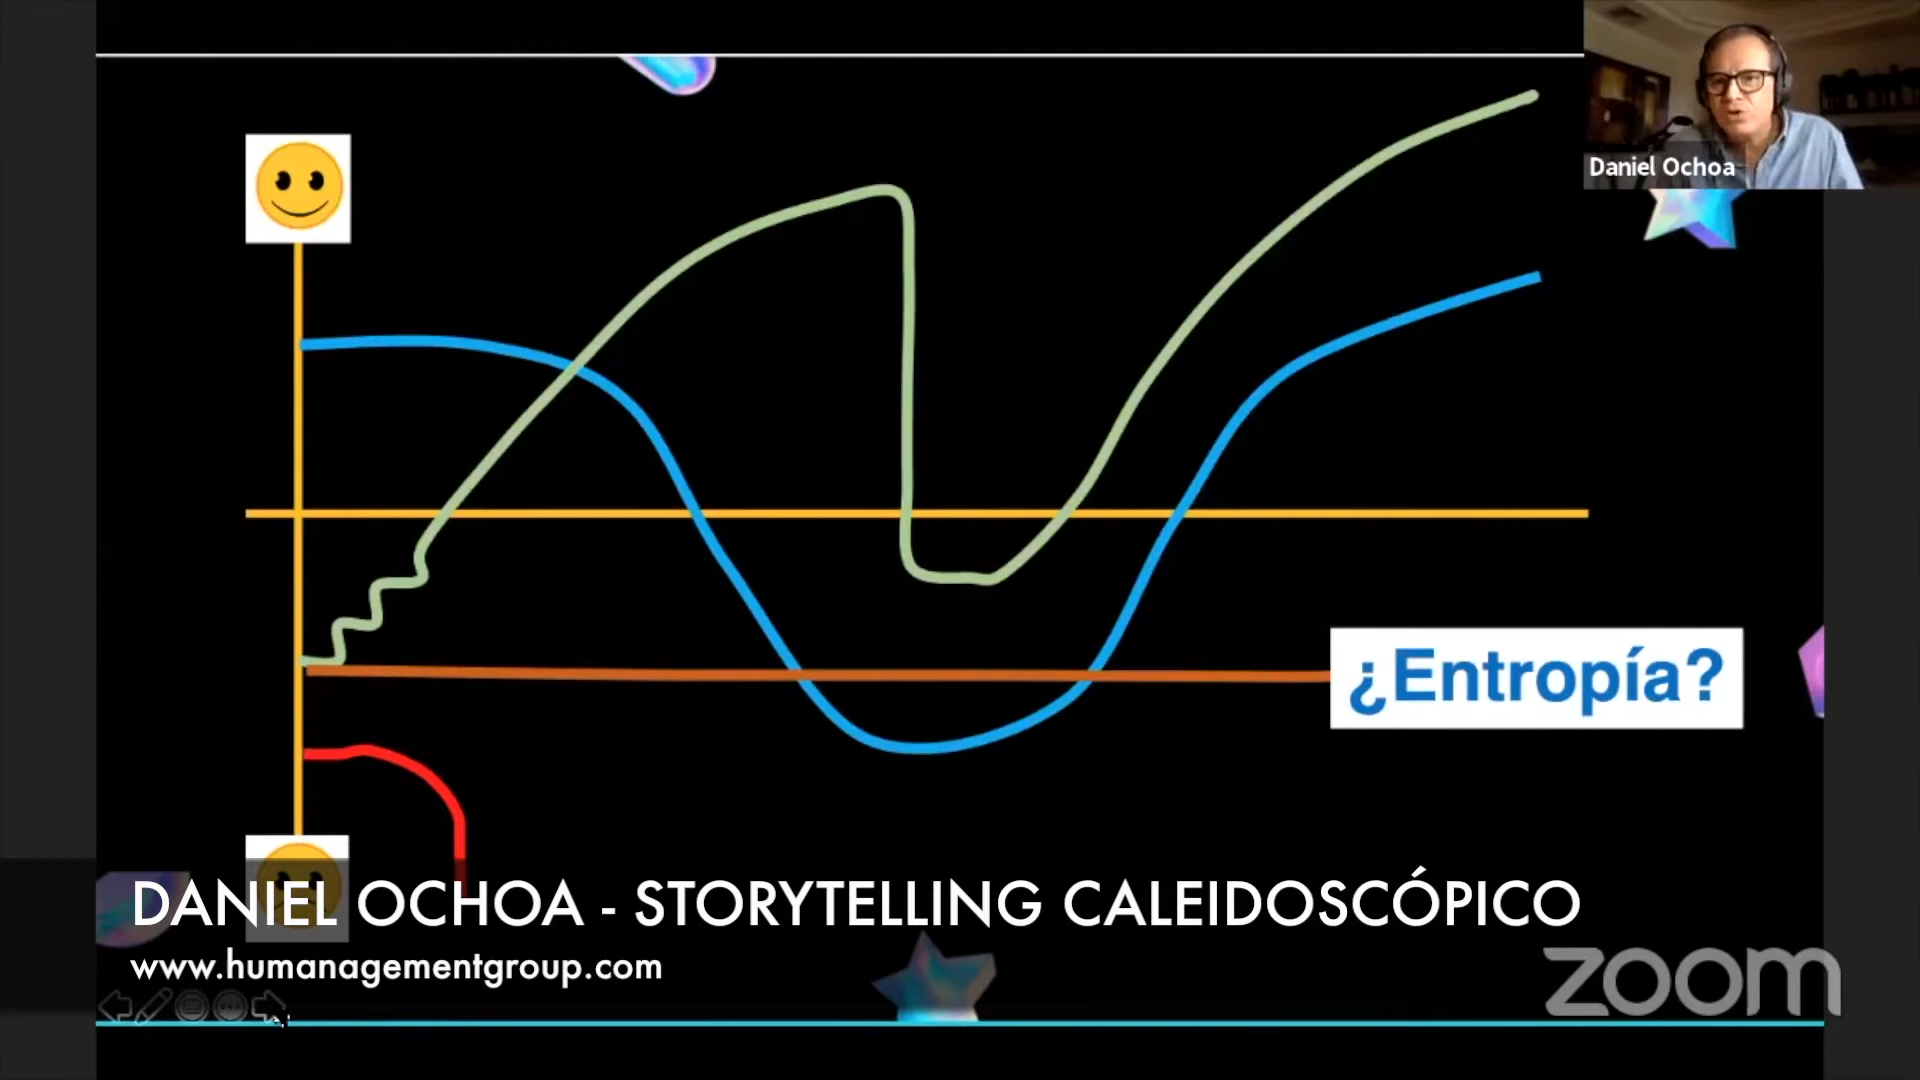 Daniel Ochoa
¿Entropía?
DANIEL OCHOA - STORYTELLING CALEIDOSCÓPICO
www.humanagementgroup.com
zoom